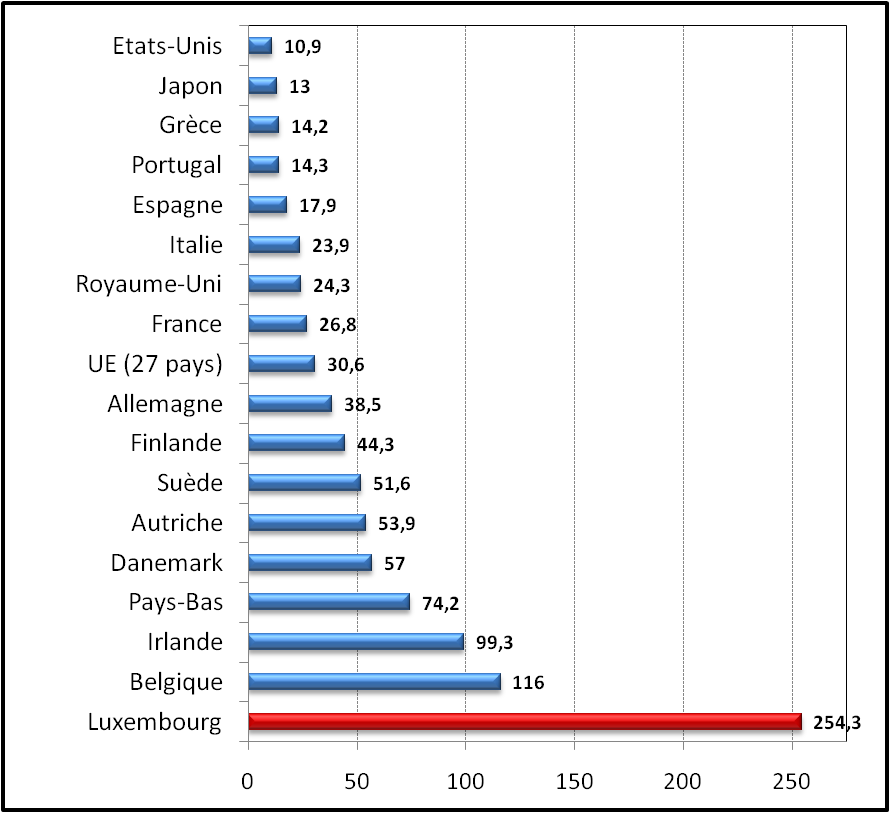 Etats-Unis 10,9
Japon 13
Grèce 14,2
Portugal 14,3
Espagne 17,9
Italie 23,9
Royaume-Uni 24,3
France 26,8
UE (27 pays) 30,6
Allemagne 38,5
Finlande 44,3
Suède 51,6
Autriche 53,9
Danemark 57
Pays-Bas 74,2
Irlande 99,3
Belgique 116
Luxembourg 254,3
0 50 100 150 200 250